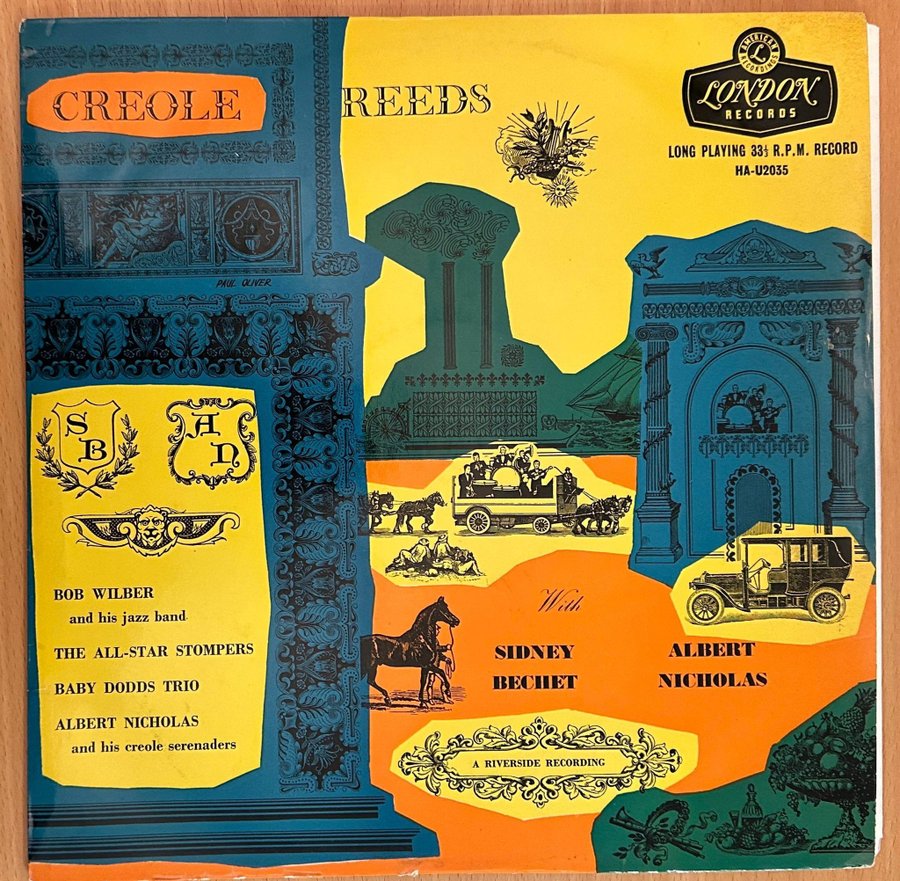 CREOLE REEDS
AMERICAN
L
RECORDINGS
LONDON
RECORDS
LONG PLAYING 33⅓ R.P.M. RECORD
HA-U2035
PAUL OLIVER
S
B
A
N
BOB WILBER
and his jazz band
THE ALL-STAR STOMPERS
BABY DODDS TRIO
ALBERT NICHOLAS
and his creole serenaders
With
SIDNEY
BECHET
ALBERT
NICHOLAS
A RIVERSIDE RECORDING